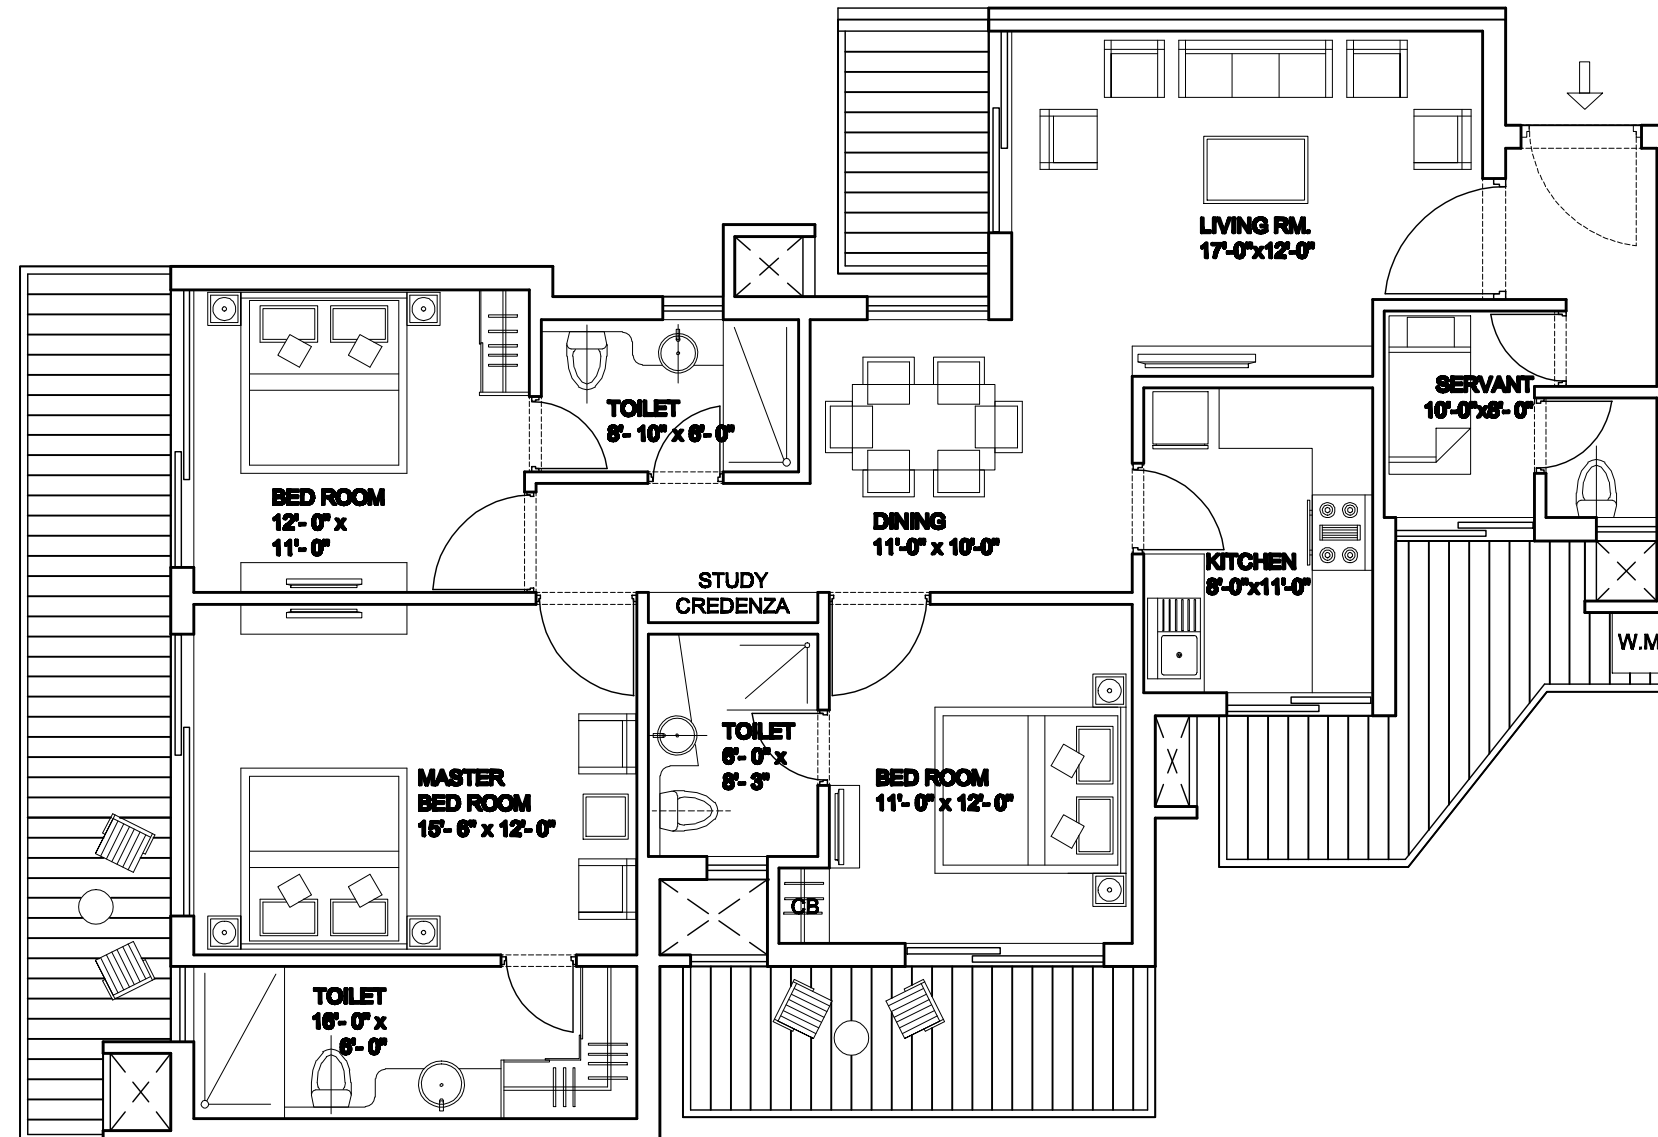 LIVING RM.
17'-0"x12'-0"
SERVANT
10'-0"x8'- 0"
TOILET
8'- 10" x 6'- 0"
BED ROOM
12'- 0" x
11'- 0"
DINING
11'-0" x 10'-0"
KITCHEN
8'-0"x11'-0"
STUDY
CREDENZA
W.M
TOILET
6'- 0" x
8'- 3"
MASTER
BED ROOM
15'- 6" x 12'- 0"
BED ROOM
11'- 0" x 12'- 0"
CB
TOILET
16'- 0" x
6'- 0"